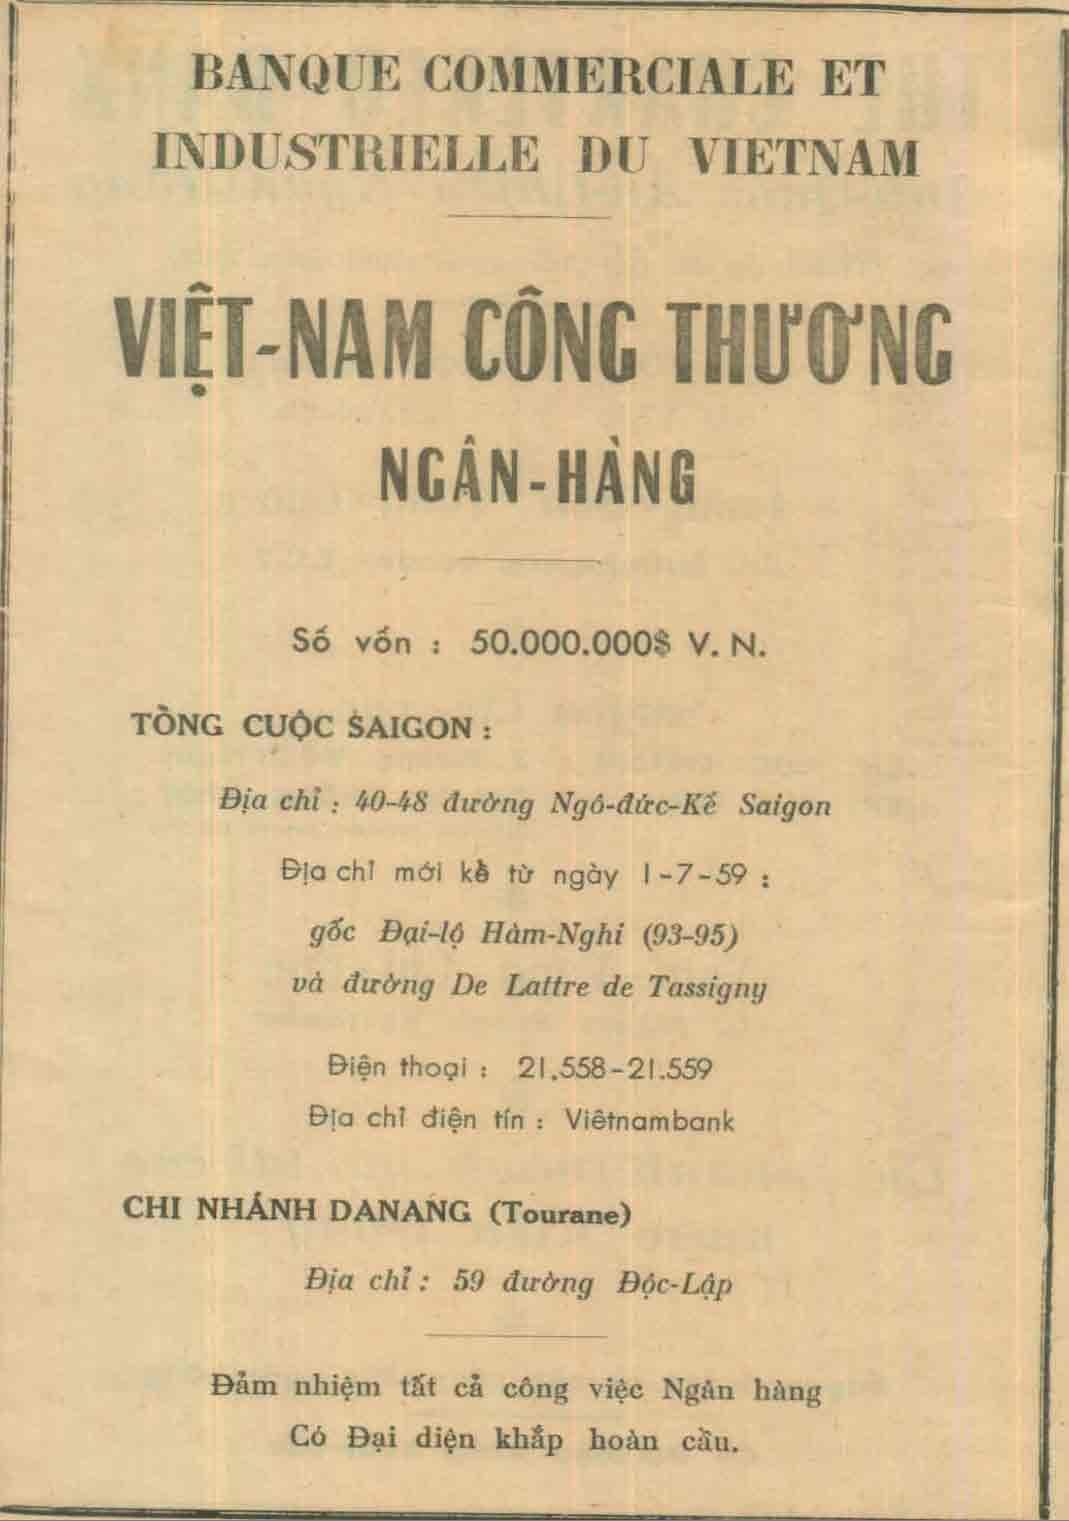 BANQUE COMMERCIALE ET
INDUSTRIELLE DU VIETNAM
VIỆT-NAM CÔNG THƯƠNG
NGÂN-HÀNG
Số vốn : 50.000.000$ V. N.
TỒNG CUỘC SAIGON :
Địa chỉ : 40-48 đường Ngô-đức-Kế Saigon
Địa chỉ mới kề từ ngày 1-7-59 :
gốc Đại-lộ Hàm-Nghi (93-95)
và đường De Lattre de Tassigny
Điện thoại : 21.558-21.559
Địa chỉ điện tín : Viêtnambank
CHI NHÁNH DANANG (Tourane)
Địa chỉ : 59 đường Độc-Lập
Đảm nhiệm tất cả công việc Ngân hàng
Có Đại diện khắp hoàn cầu.